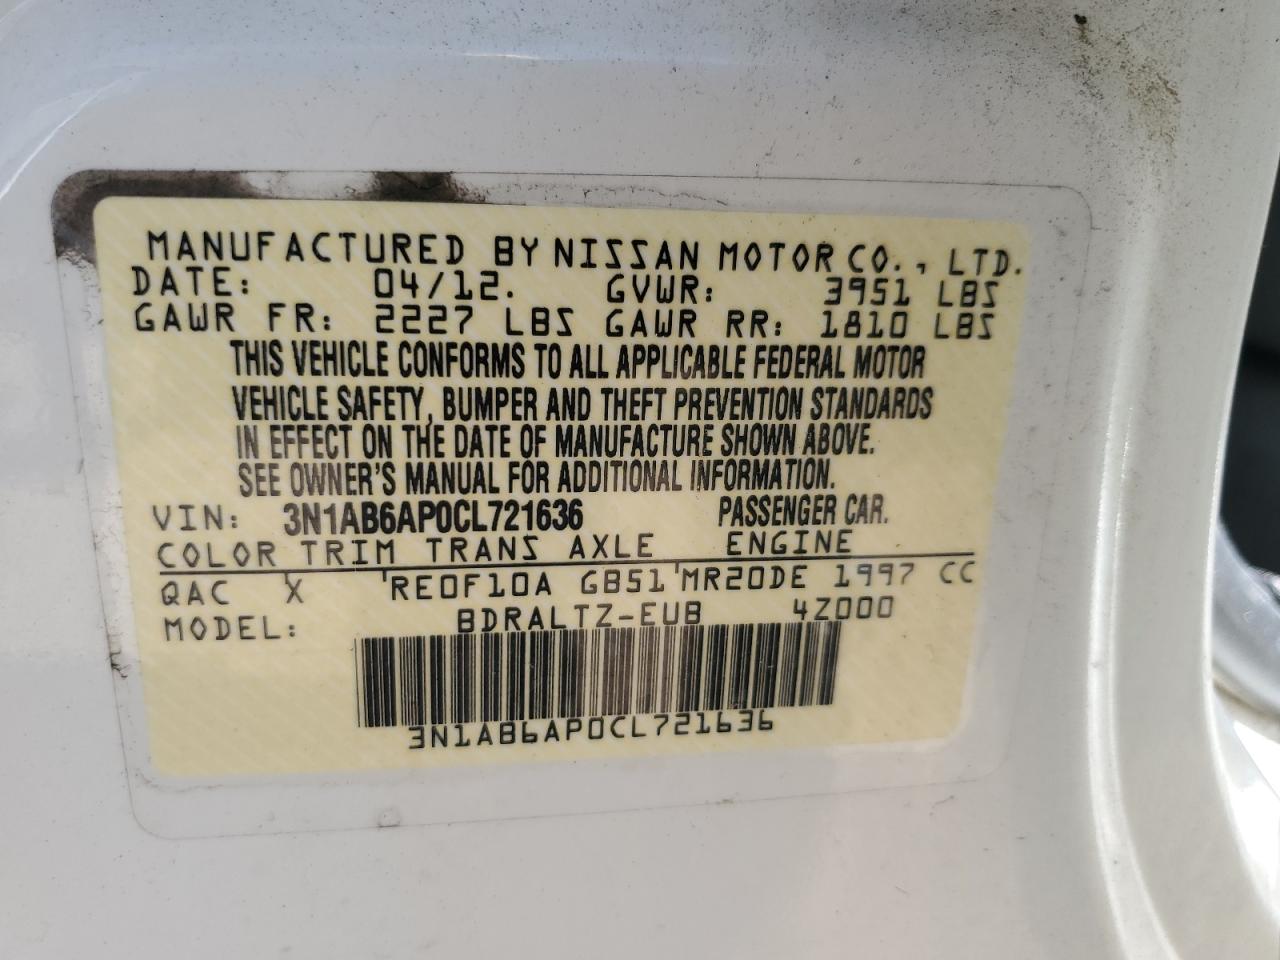 MANUFACTURED BY NISSAN MOTOR CO., LTD.
DATE: 04/12. GVWR: 3951 LBS
GAWR FR: 2227 LBS GAWR RR: 1810 LBS
THIS VEHICLE CONFORMS TO ALL APPLICABLE FEDERAL MOTOR
VEHICLE SAFETY, BUMPER AND THEFT PREVENTION STANDARDS
IN EFFECT ON THE DATE OF MANUFACTURE SHOWN ABOVE.
SEE OWNER'S MANUAL FOR ADDITIONAL INFORMATION.
VIN: 3N1AB6AP0CL721636 PASSENGER CAR.
COLOR TRIM TRANS AXLE ENGINE
QAC X 'RE0F10A GB51'MR20DE 1997 CC
MODEL: BDRALTZ-EUB 4Z000
3N1AB6AP0CL721636